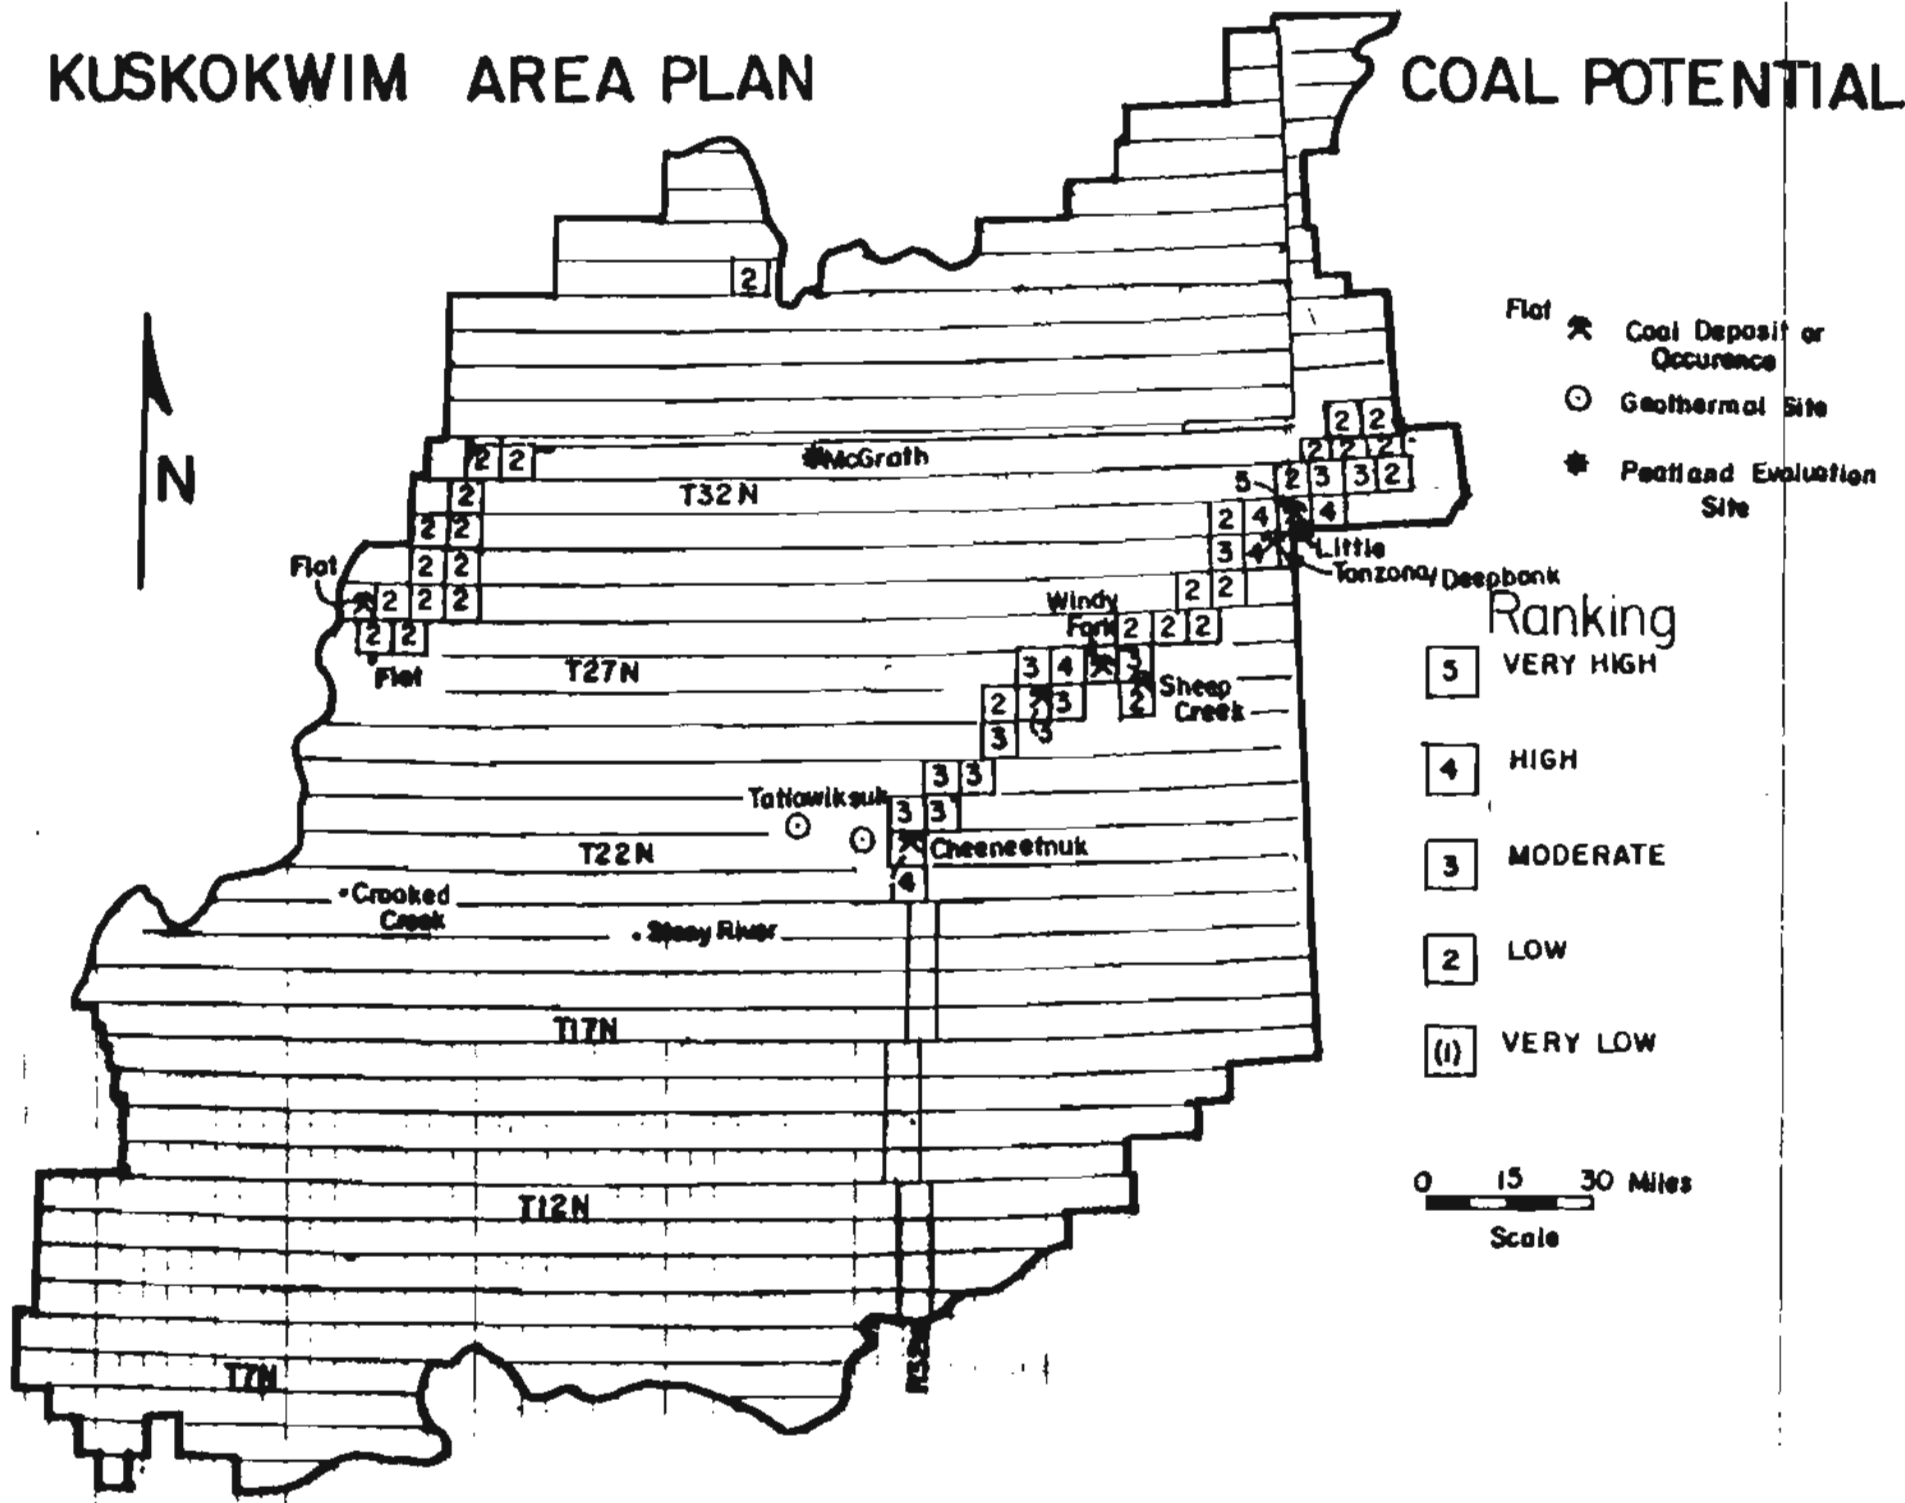 KUSKOKWIM AREA PLAN
COAL POTENTIAL
2
N
Flat
Coal Deposit or
Occurence
Geothermal Site
Peatland Evaluation
Site
2 2
2 2 2
2 2
McGrath
5 2 3 3 2
T32N
2
2 4 4
2 2
3 4
Little
Tonzona/Deepbank
Flat
2 2
2 2
2 2 2
Windy
Fork
2 2 2
2 2
Flat
T27N
3 4 3
Sheep
Creek
2 2 3 2
3 3
3 3
Tatlawiksuk
3 3
T22N
Cheeneetnuk
4
Crooked
Creek
Stony River
T17N
T12N
T7N
Ranking
5 VERY HIGH
4 HIGH
3 MODERATE
2 LOW
(1) VERY LOW
0 15 30 Miles
Scale